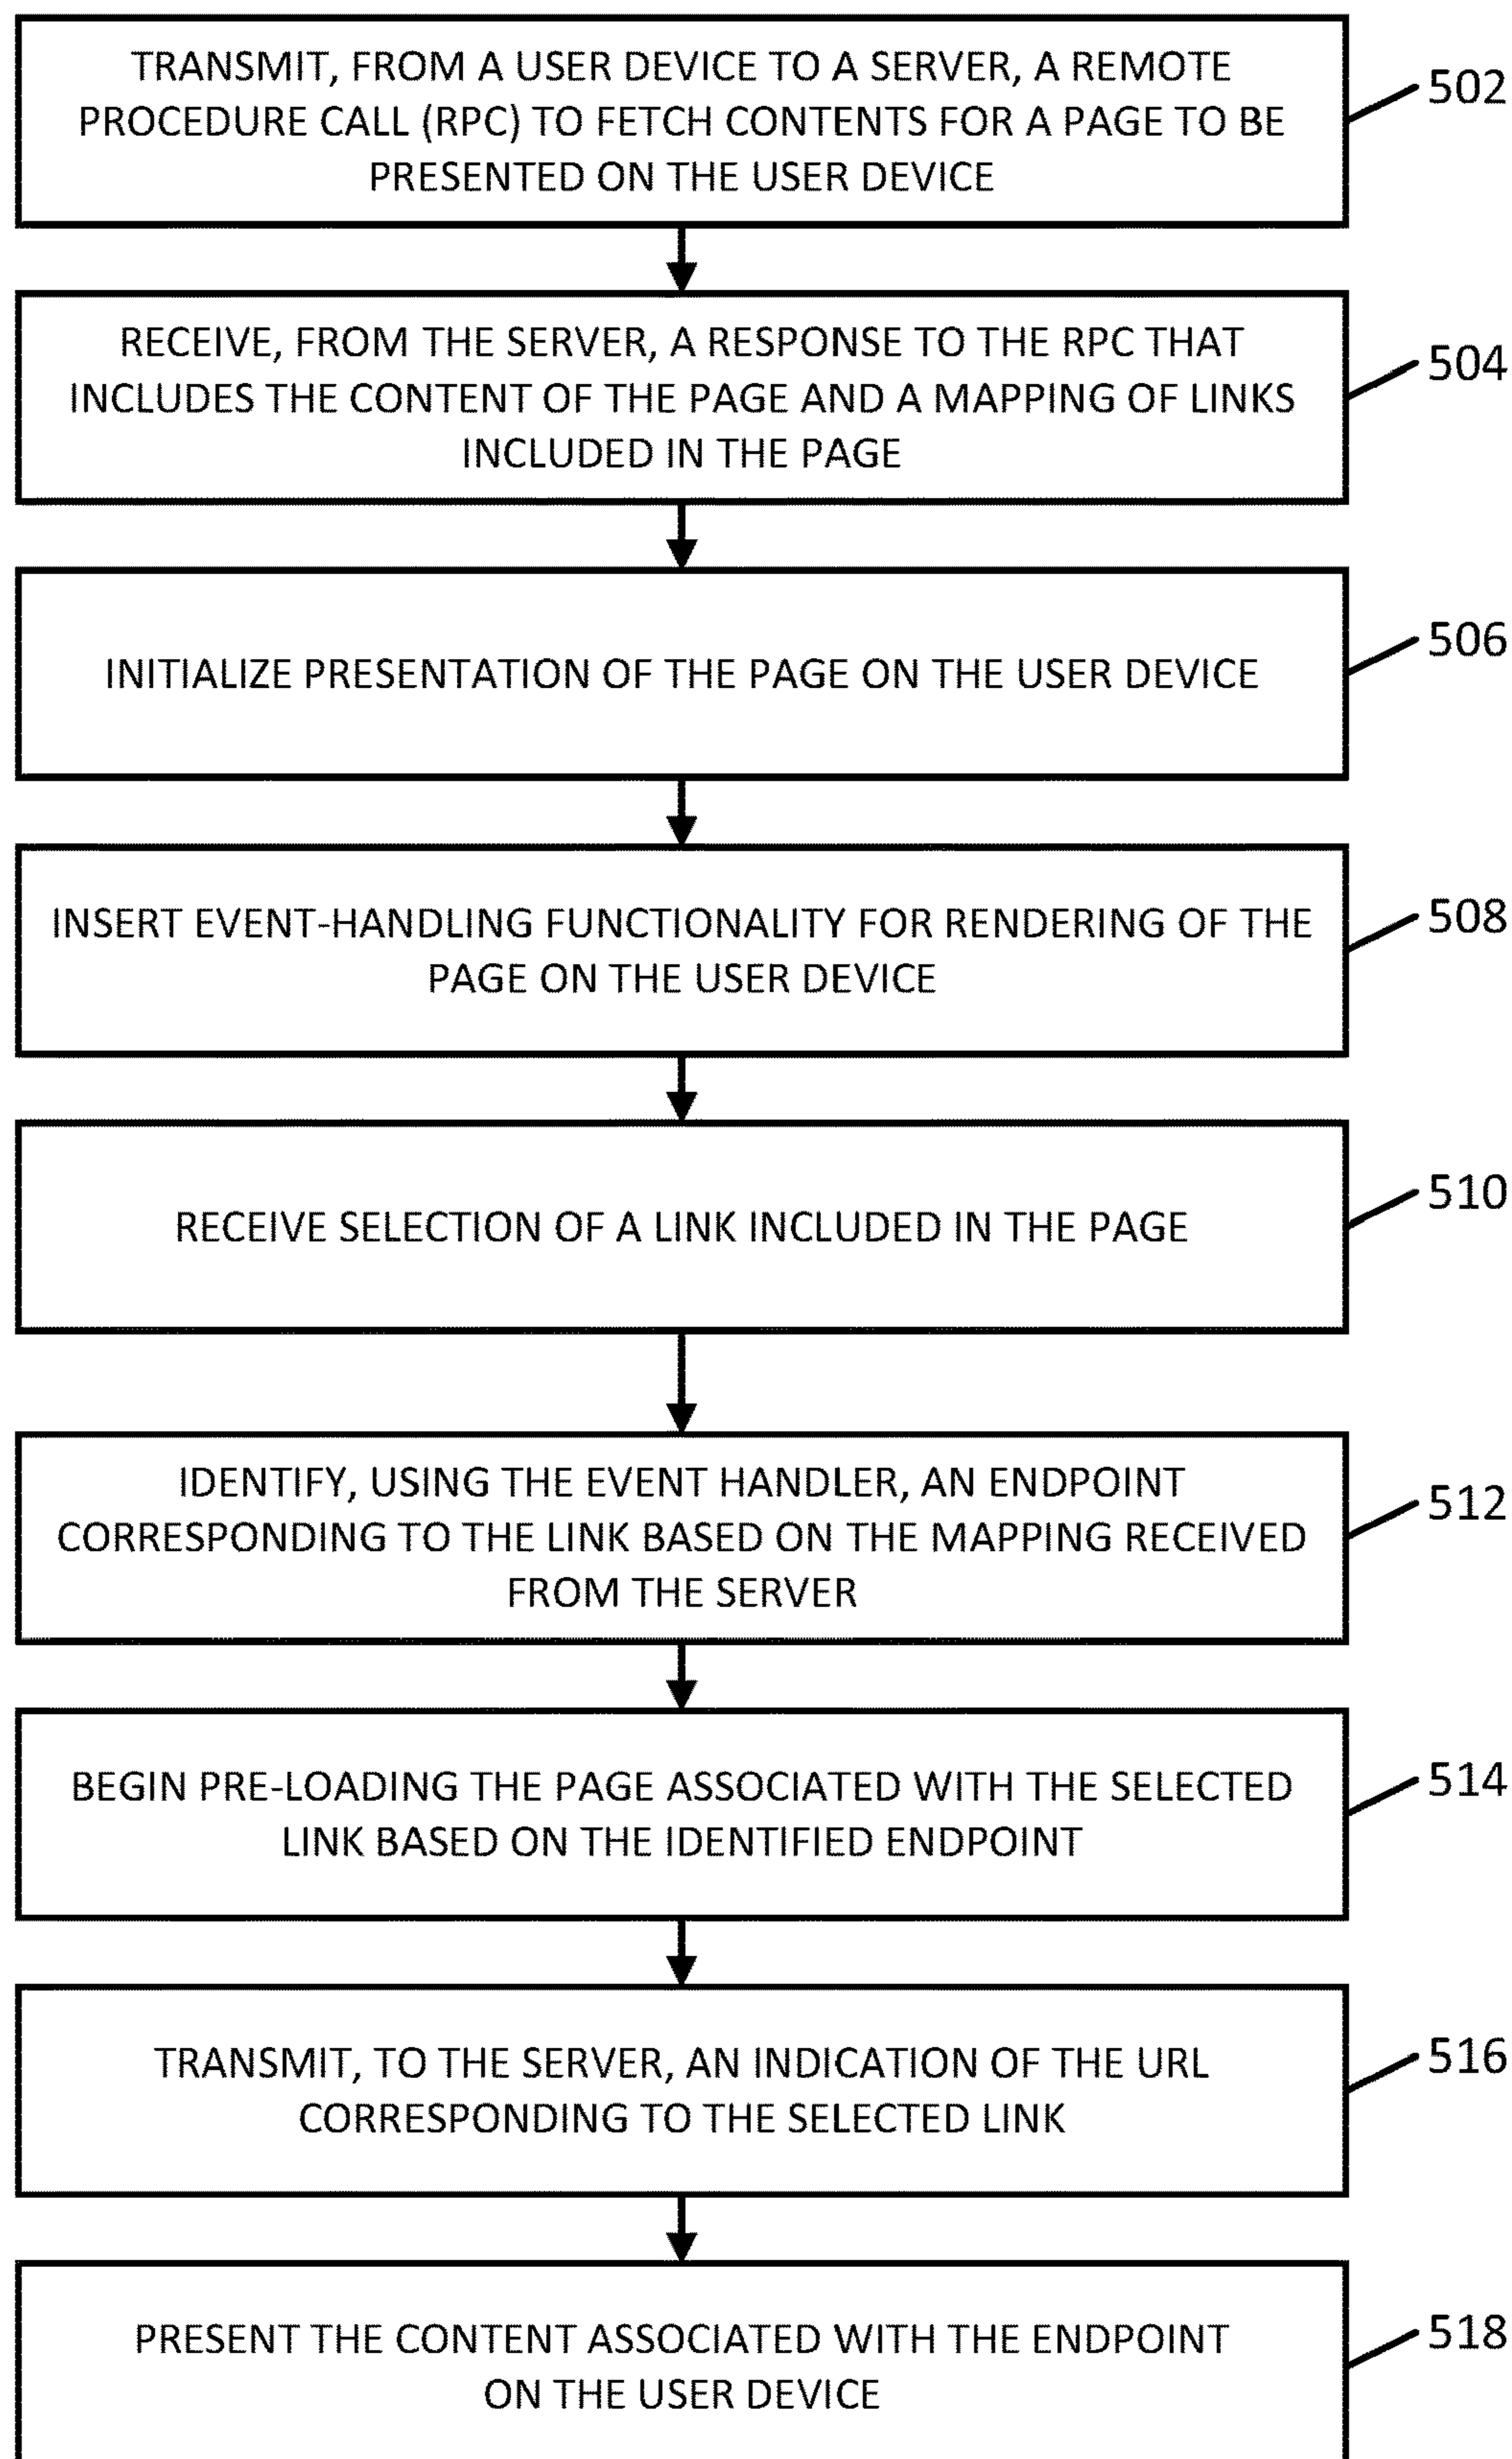 TRANSMIT, FROM A USER DEVICE TO A SERVER, A REMOTE
PROCEDURE CALL (RPC) TO FETCH CONTENTS FOR A PAGE TO BE
PRESENTED ON THE USER DEVICE
502
RECEIVE, FROM THE SERVER, A RESPONSE TO THE RPC THAT
INCLUDES THE CONTENT OF THE PAGE AND A MAPPING OF LINKS
INCLUDED IN THE PAGE
504
INITIALIZE PRESENTATION OF THE PAGE ON THE USER DEVICE
506
INSERT EVENT-HANDLING FUNCTIONALITY FOR RENDERING OF THE
PAGE ON THE USER DEVICE
508
RECEIVE SELECTION OF A LINK INCLUDED IN THE PAGE
510
IDENTIFY, USING THE EVENT HANDLER, AN ENDPOINT
CORRESPONDING TO THE LINK BASED ON THE MAPPING RECEIVED
FROM THE SERVER
512
BEGIN PRE-LOADING THE PAGE ASSOCIATED WITH THE SELECTED
LINK BASED ON THE IDENTIFIED ENDPOINT
514
TRANSMIT, TO THE SERVER, AN INDICATION OF THE URL
CORRESPONDING TO THE SELECTED LINK
516
PRESENT THE CONTENT ASSOCIATED WITH THE ENDPOINT
ON THE USER DEVICE
518